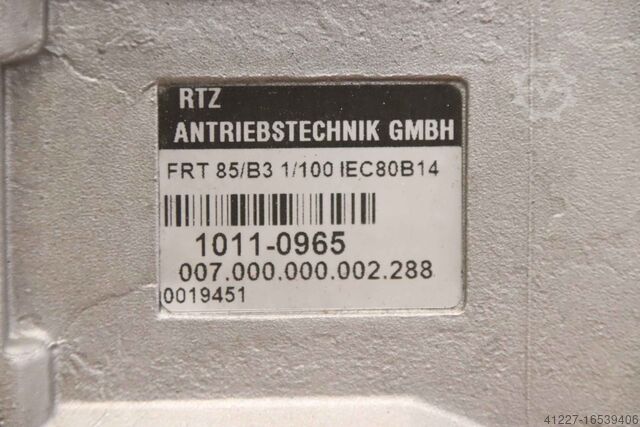 RTZ
ANTRIEBSTECHNIK GMBH
FRT 85/B3 1/100 IEC80B14
1011-0965
007.000.000.002.288
0019451
41227-16539406